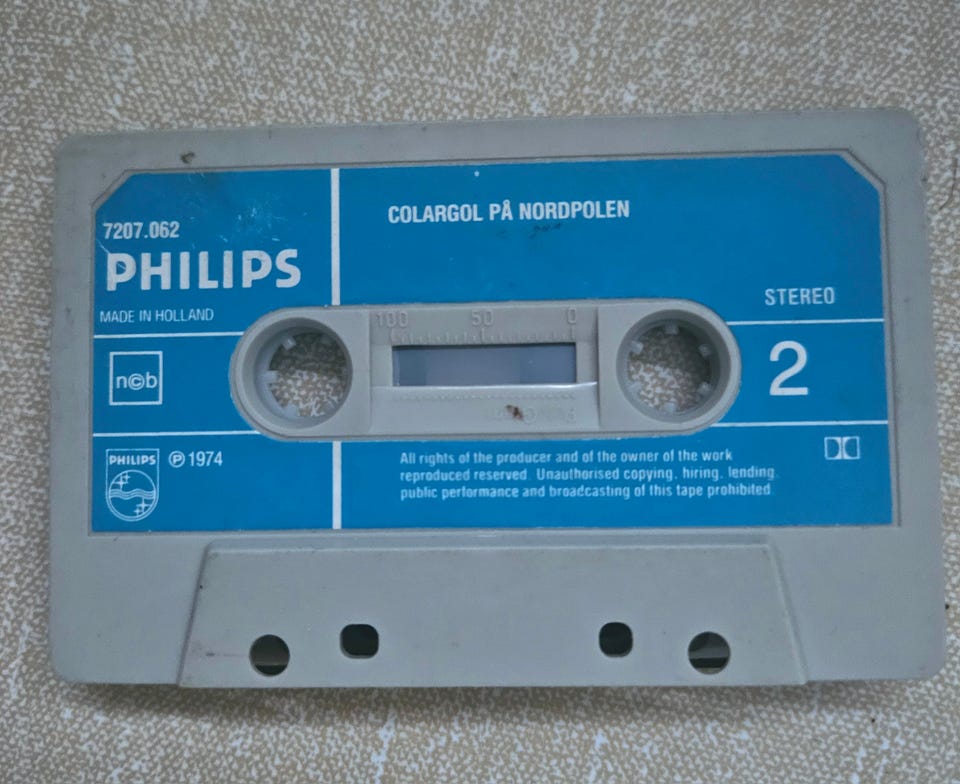 7207.062
PHILIPS
MADE IN HOLLAND
n©b
PHILIPS
℗ 1974
COLARGOL PÅ NORDPOLEN
STEREO
100 50 0
2
All rights of the producer and of the owner of the work
reproduced reserved. Unauthorised copying, hiring, lending,
public performance and broadcasting of this tape prohibited.